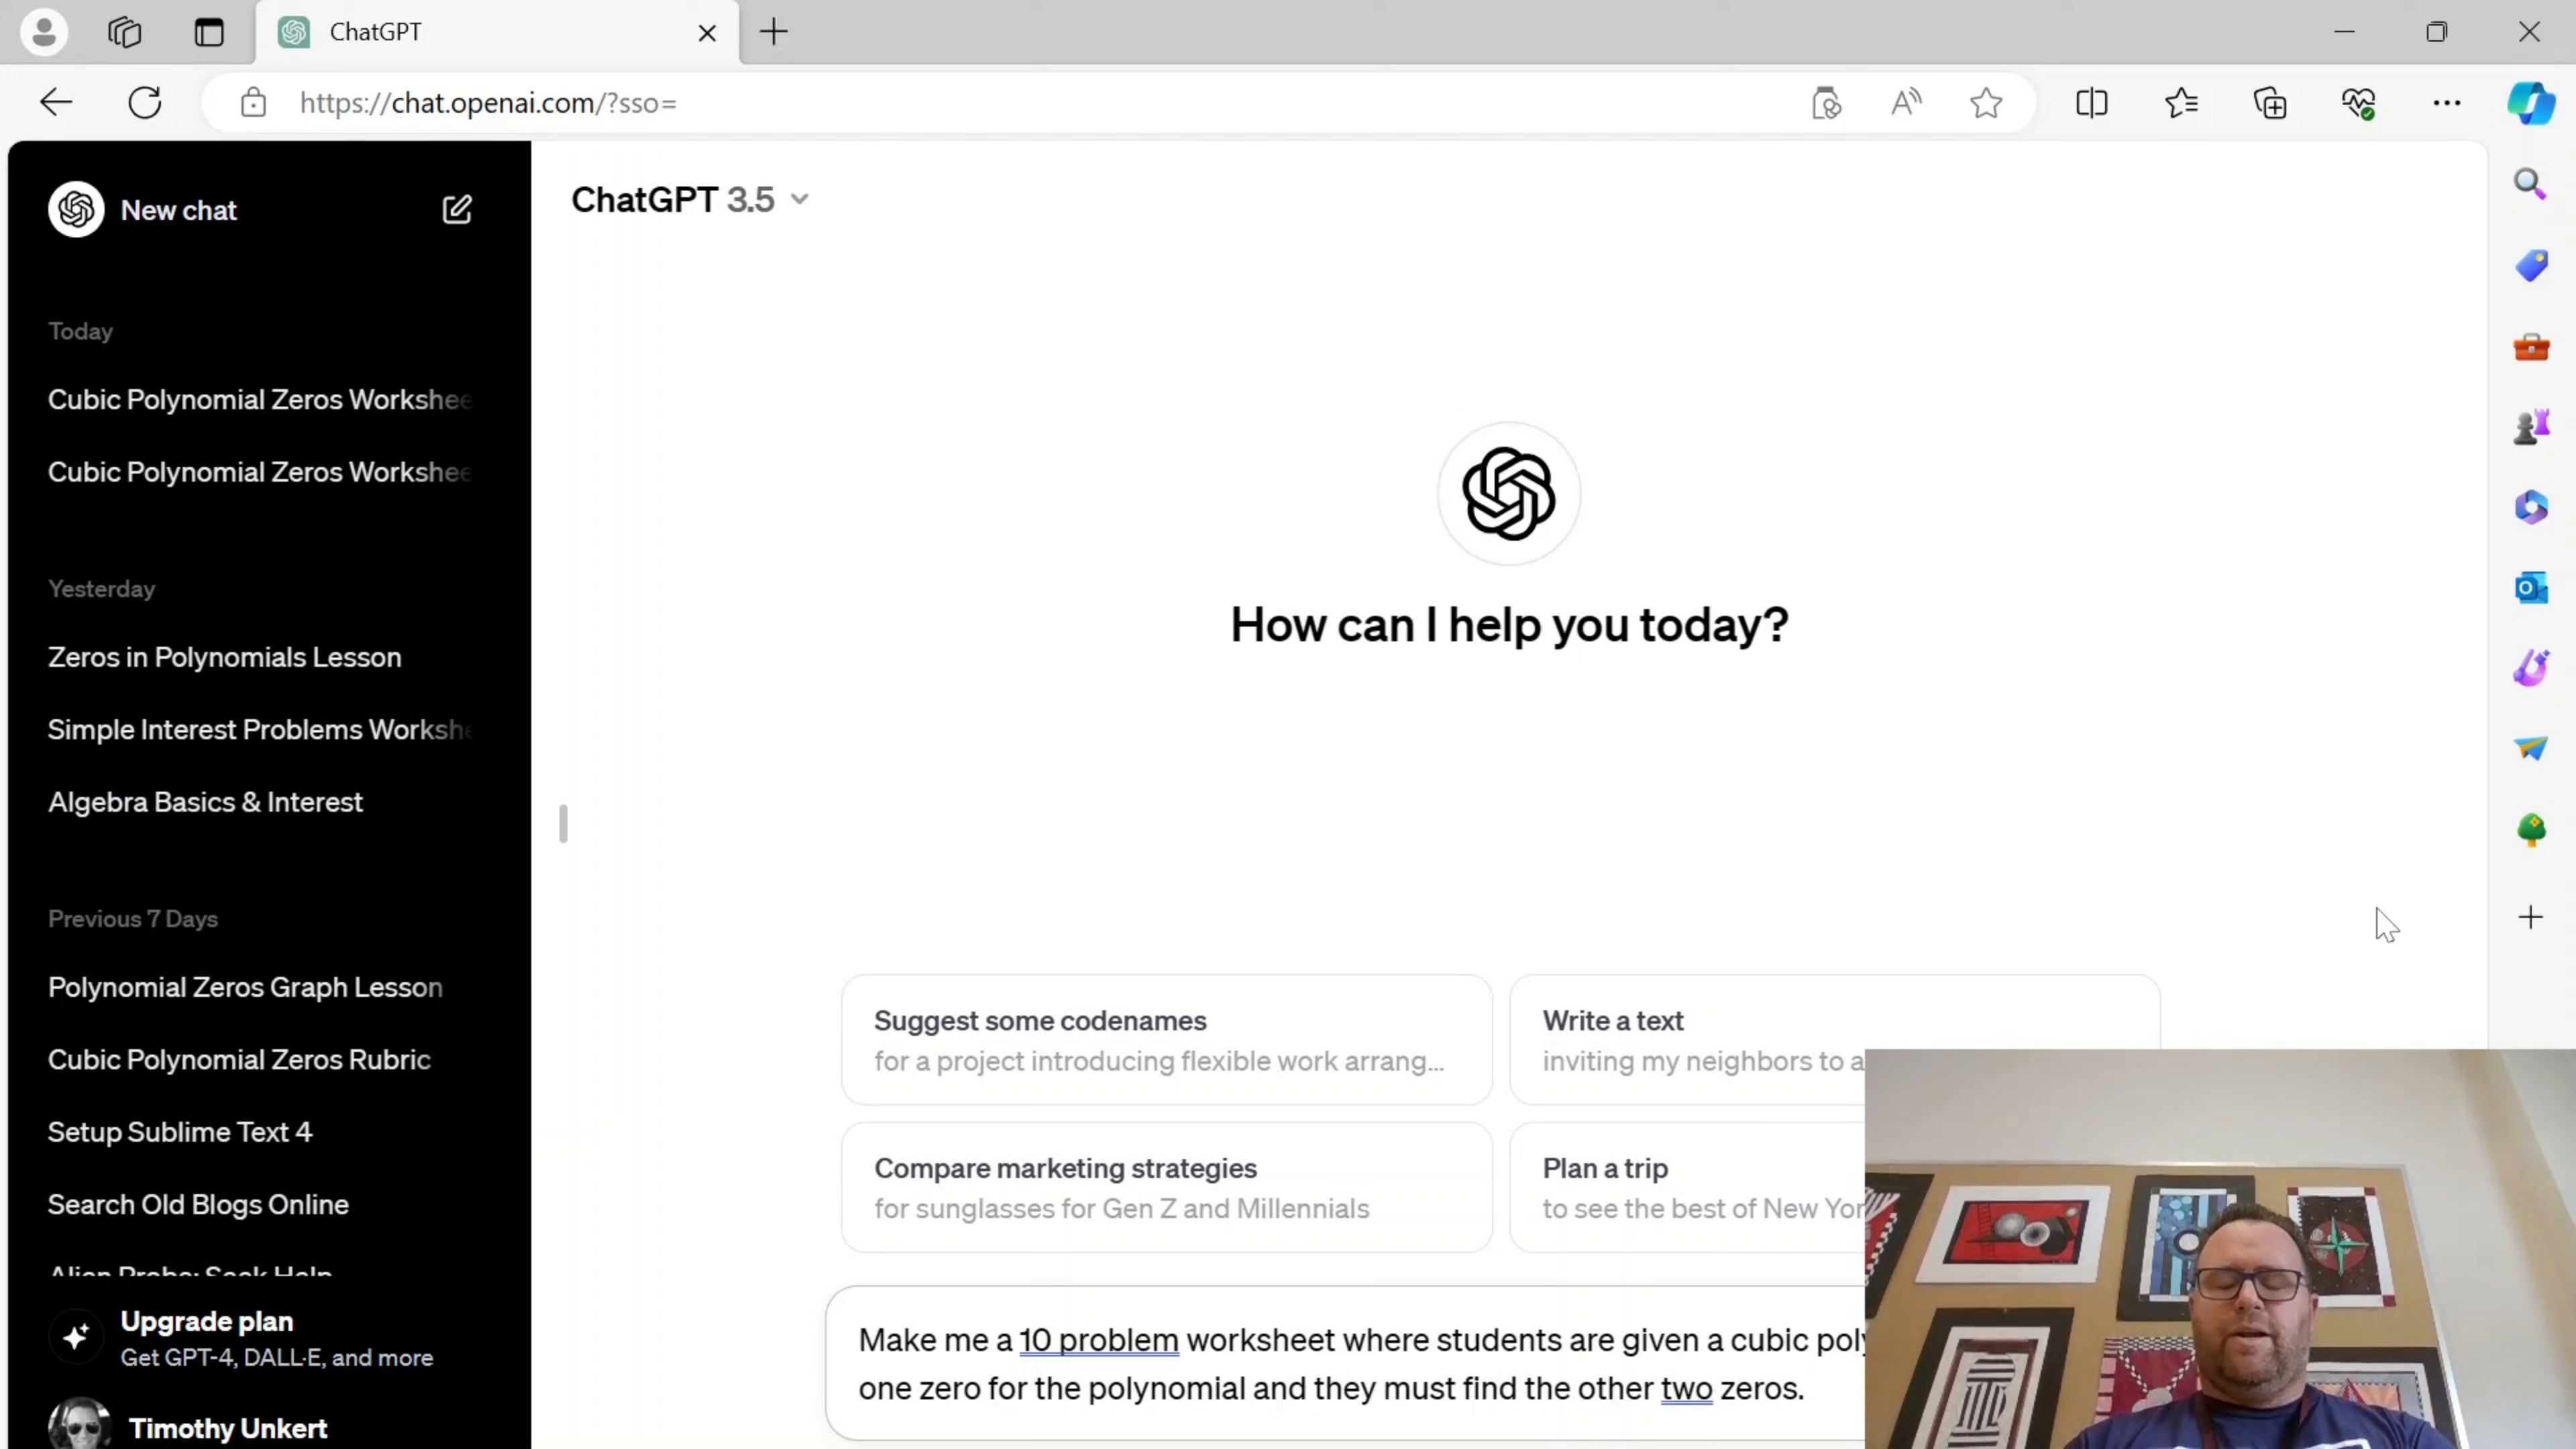 ChatGPT
https://chat.openai.com/?sso=
New chat
Today
Cubic Polynomial Zeros Workshee
Cubic Polynomial Zeros Workshee
Yesterday
Zeros in Polynomials Lesson
Simple Interest Problems Workshe
Algebra Basics & Interest
Previous 7 Days
Polynomial Zeros Graph Lesson
Cubic Polynomial Zeros Rubric
Setup Sublime Text 4
Search Old Blogs Online
Alien Probe: Seek Help
Upgrade plan
Get GPT-4, DALL·E, and more
Timothy Unkert
ChatGPT 3.5
How can I help you today?
Suggest some codenames
for a project introducing flexible work arrang...
Write a text
inviting my neighbors to a
Compare marketing strategies
for sunglasses for Gen Z and Millennials
Plan a trip
to see the best of New Yor
Make me a 10 problem worksheet where students are given a cubic poly
one zero for the polynomial and they must find the other two zeros.